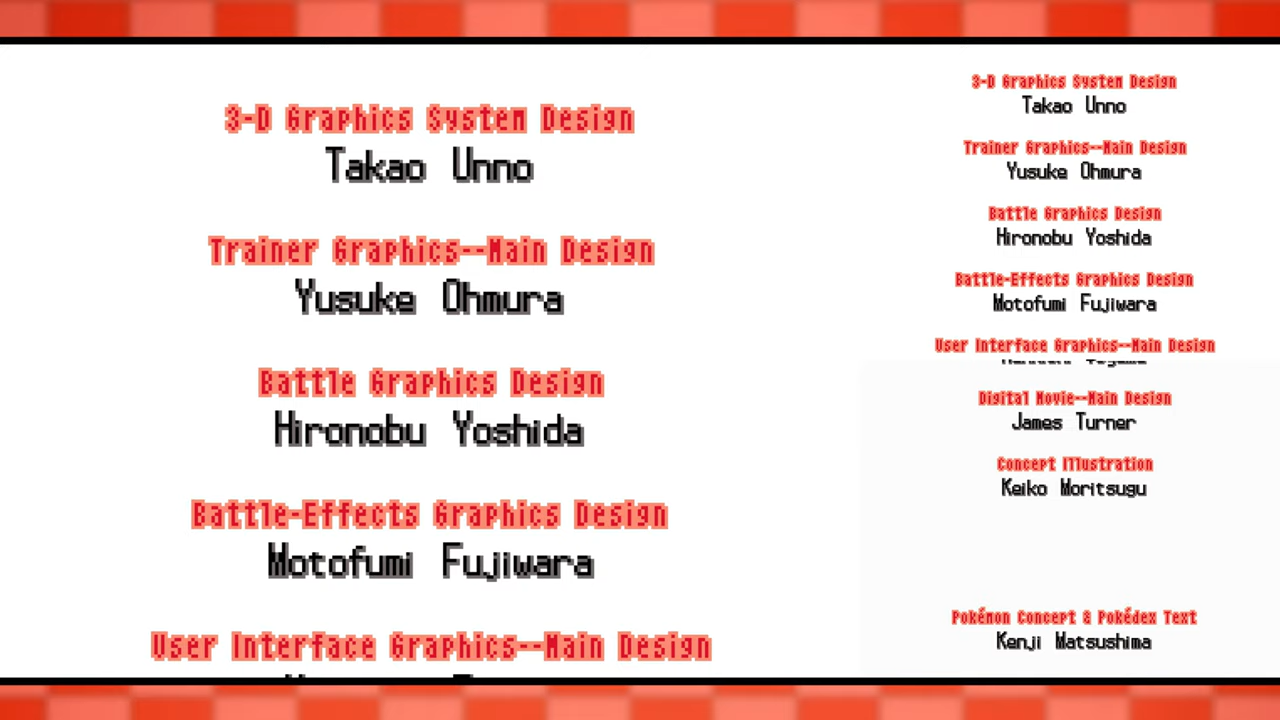 3-D Graphics System Design
Takao Unno
Trainer Graphics--Main Design
Yusuke Ohmura
Battle Graphics Design
Hironobu Yoshida
Battle-Effects Graphics Design
Motofumi Fujiwara
User Interface Graphics--Main Design
3-D Graphics System Design
Takao Unno
Trainer Graphics--Main Design
Yusuke Ohmura
Battle Graphics Design
Hironobu Yoshida
Battle-Effects Graphics Design
Motofumi Fujiwara
User Interface Graphics--Main Design
Digital Movie--Main Design
James Turner
Concept Illustration
Keiko Moritsugu
Pokémon Concept & Pokédex Text
Kenji Matsushima